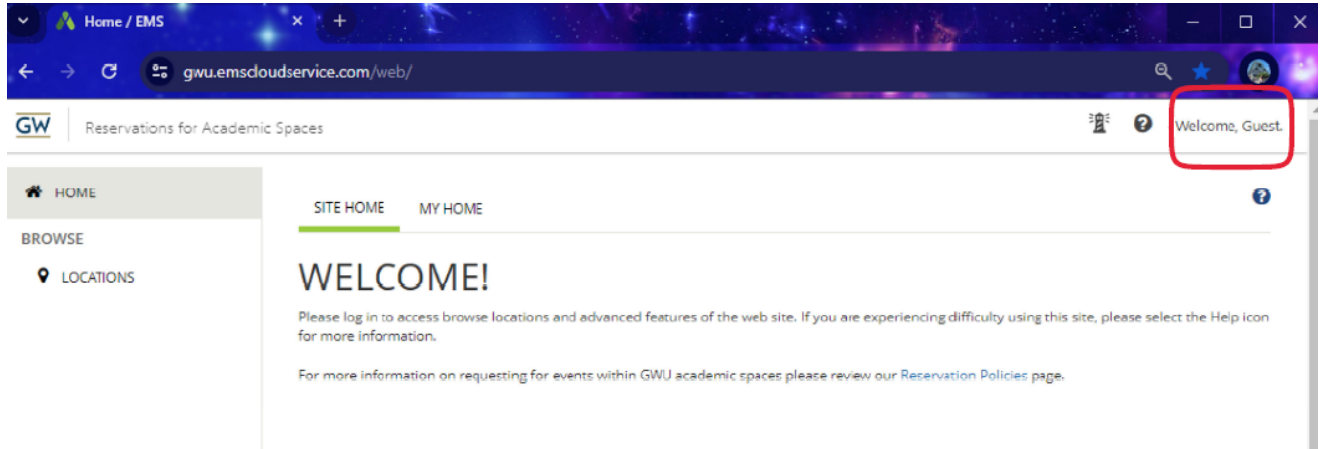 Home / EMS
gwu.emscloudservice.com/web/
GW Reservations for Academic Spaces
Welcome, Guest.
HOME
SITE HOME MY HOME
BROWSE
LOCATIONS
WELCOME!
Please log in to access browse locations and advanced features of the web site. If you are experiencing difficulty using this site, please select the Help icon
for more information.
For more information on requesting for events within GWU academic spaces please review our Reservation Policies page.